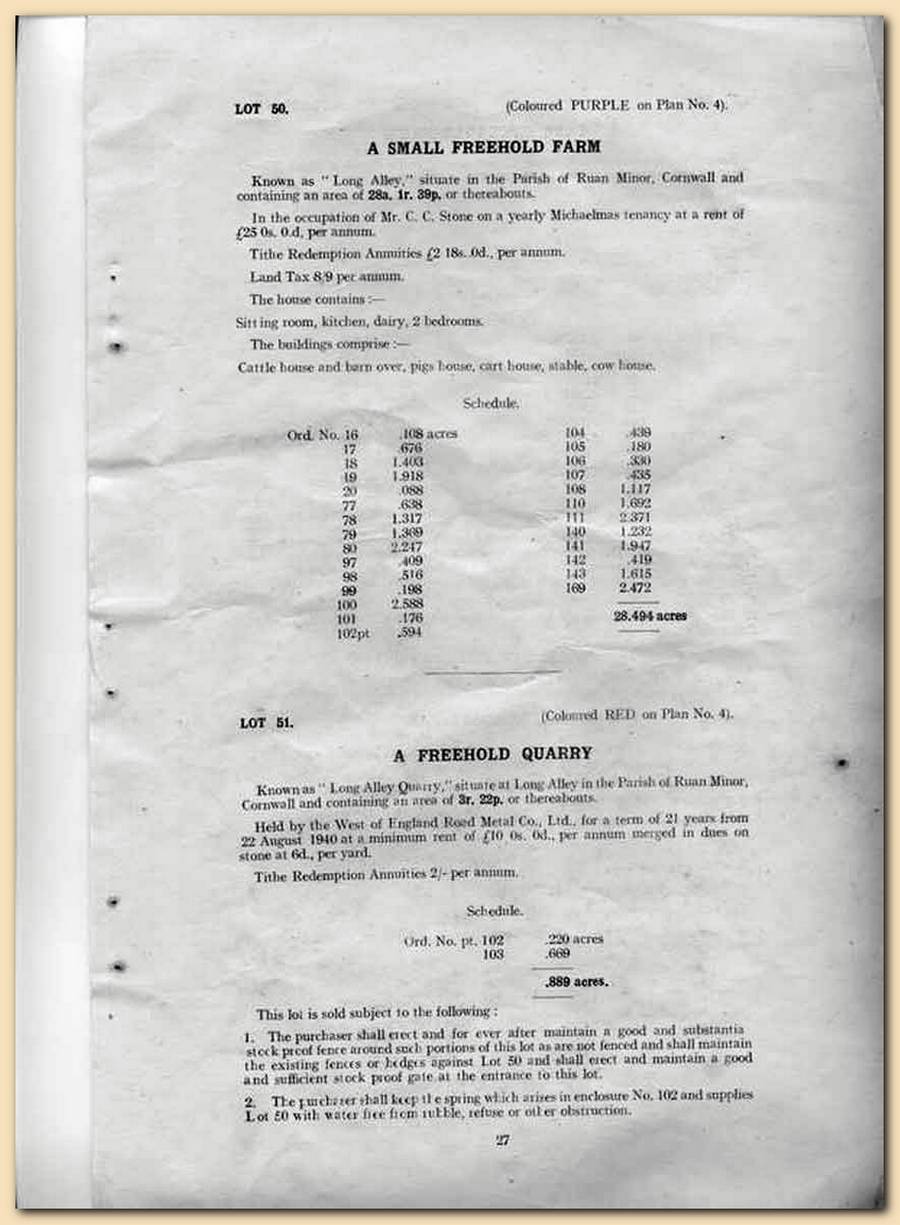 LOT 50. (Coloured PURPLE on Plan No. 4).
A SMALL FREEHOLD FARM
Known as " Long Alley," situate in the Parish of Ruan Minor, Cornwall and
containing an area of 28a. 1r. 39p. or thereabouts.
In the occupation of Mr. C. C. Stone on a yearly Michaelmas tenancy at a rent of
£25 0s. 0.d, per annum.
Tithe Redemption Annuities £2 18s. 0d., per annum.
Land Tax 8/9 per annum.
The house contains :—
Sitting room, kitchen, dairy, 2 bedrooms.
The buildings comprise :—
Cattle house and barn over, pigs house, cart house, stable, cow house.
Schedule.
Ord. No. 16 .108 acres
17 .676
18 1.403
19 1.918
20 .088
77 .638
78 1.317
79 1.369
80 2.247
97 .409
98 .516
99 .198
100 2.588
101 .176
102pt .594
104 .439
105 .180
106 .330
107 .435
108 1.117
110 1.692
111 2.371
140 1.232
141 1.947
142 .419
143 1.615
169 2.472
28.494 acres
LOT 51. (Coloured RED on Plan No. 4).
A FREEHOLD QUARRY
Known as " Long Alley Quarry," situate at Long Alley in the Parish of Ruan Minor,
Cornwall and containing an area of 3r. 22p. or thereabouts.
Held by the West of England Road Metal Co., Ltd., for a term of 21 years from
22 August 1940 at a minimum rent of £10 0s. 0d., per annum merged in dues on
stone at 6d., per yard.
Tithe Redemption Annuities 2/- per annum.
Schedule.
Ord. No. pt. 102 .220 acres
103 .669
.889 acres.
This lot is sold subject to the following :
1. The purchaser shall erect and for ever after maintain a good and substantia
stock proof fence around such portions of this lot as are not fenced and shall maintain
the existing fences or hedges against Lot 50 and shall erect and maintain a good
and sufficient stock proof gate at the entrance to this lot.
2. The purchaser shall keep the spring which arises in enclosure No. 102 and supplies
Lot 50 with water free from rubble, refuse or other obstruction.
27